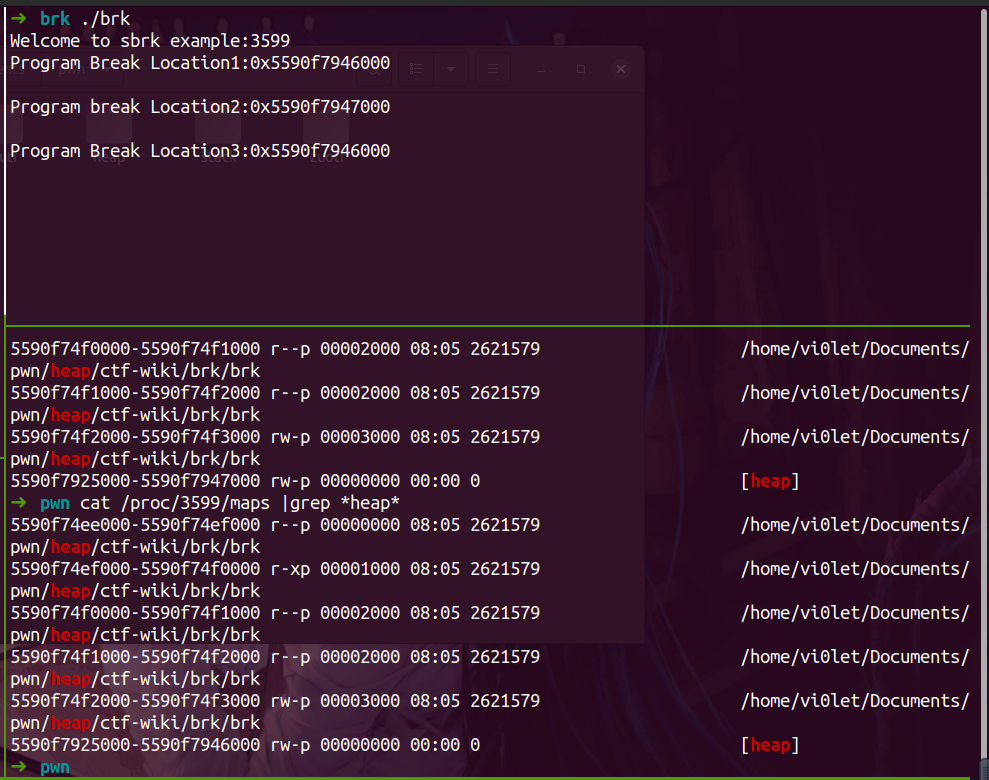 ➜ brk ./brk
Welcome to sbrk example:3599
Program Break Location1:0x5590f7946000
Program break Location2:0x5590f7947000
Program Break Location3:0x5590f7946000
5590f74f0000-5590f74f1000 r--p 00002000 08:05 2621579 /home/vi0let/Documents/
pwn/heap/ctf-wiki/brk/brk
5590f74f1000-5590f74f2000 r--p 00002000 08:05 2621579 /home/vi0let/Documents/
pwn/heap/ctf-wiki/brk/brk
5590f74f2000-5590f74f3000 rw-p 00003000 08:05 2621579 /home/vi0let/Documents/
pwn/heap/ctf-wiki/brk/brk
5590f7925000-5590f7947000 rw-p 00000000 00:00 0 [heap]
➜ pwn cat /proc/3599/maps |grep *heap*
5590f74ee000-5590f74ef000 r--p 00000000 08:05 2621579 /home/vi0let/Documents/
pwn/heap/ctf-wiki/brk/brk
5590f74ef000-5590f74f0000 r-xp 00001000 08:05 2621579 /home/vi0let/Documents/
pwn/heap/ctf-wiki/brk/brk
5590f74f0000-5590f74f1000 r--p 00002000 08:05 2621579 /home/vi0let/Documents/
pwn/heap/ctf-wiki/brk/brk
5590f74f1000-5590f74f2000 r--p 00002000 08:05 2621579 /home/vi0let/Documents/
pwn/heap/ctf-wiki/brk/brk
5590f74f2000-5590f74f3000 rw-p 00003000 08:05 2621579 /home/vi0let/Documents/
pwn/heap/ctf-wiki/brk/brk
5590f7925000-5590f7946000 rw-p 00000000 00:00 0 [heap]
➜ pwn